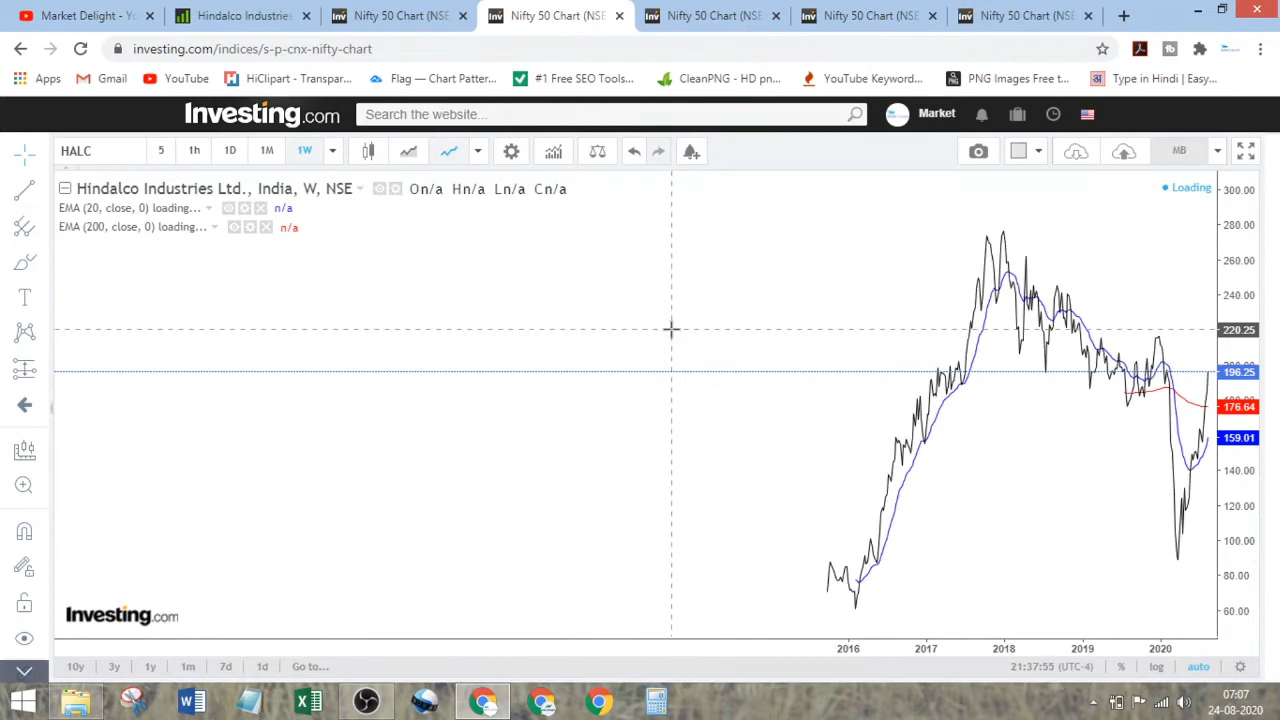 Market Delight - Yo
Hindalco Industries
Nifty 50 Chart (NSE
Nifty 50 Chart (NSE
Nifty 50 Chart (NSE
Nifty 50 Chart (NSE
Nifty 50 Chart (NSE
investing.com/indices/s-p-cnx-nifty-chart
Apps
Gmail
YouTube
HiClipart - Transpar...
Flag — Chart Patter...
#1 Free SEO Tools...
CleanPNG - HD pn...
YouTube Keyword...
PNG Images Free t...
Type in Hindi | Easy...
Investing.com
Search the website...
Market
HALC
5
1h
1D
1M
1W
MB
Hindalco Industries Ltd., India, W, NSE
On/a Hn/a Ln/a Cn/a
Loading
EMA (20, close, 0) loading...
n/a
EMA (200, close, 0) loading...
n/a
300.00
280.00
260.00
240.00
220.25
196.25
176.64
159.01
140.00
120.00
100.00
80.00
60.00
Investing.com
2016
2017
2018
2019
2020
10y
3y
1y
1m
7d
1d
Go to...
21:37:55 (UTC-4)
%
log
auto
07:07
24-08-2020